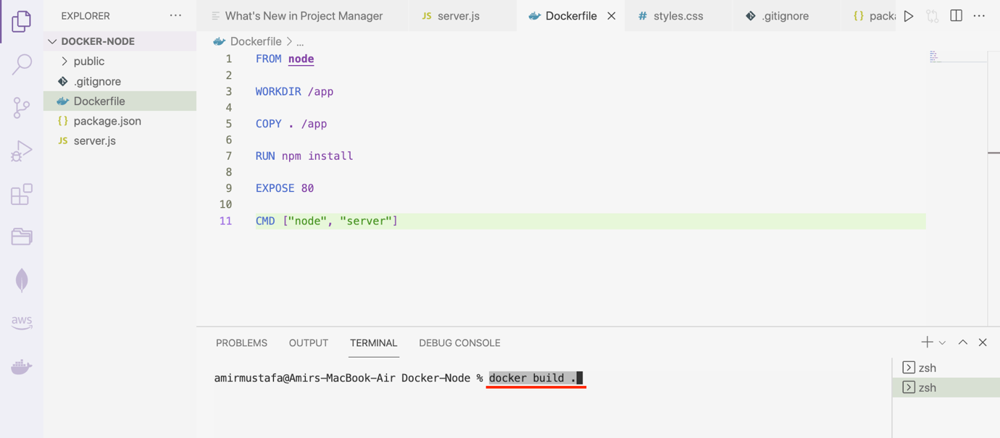 EXPLORER ...
What's New in Project Manager
JS server.js
Dockerfile
# styles.css
.gitignore
{} packa
DOCKER-NODE
public
.gitignore
Dockerfile
{} package.json
JS server.js
aws
Dockerfile > ...
1 FROM node
2
3 WORKDIR /app
4
5 COPY . /app
6
7 RUN npm install
8
9 EXPOSE 80
10
11 CMD ["node", "server"]
PROBLEMS OUTPUT TERMINAL DEBUG CONSOLE
amirmustafa@Amirs-MacBook-Air Docker-Node % docker build .
zsh
zsh